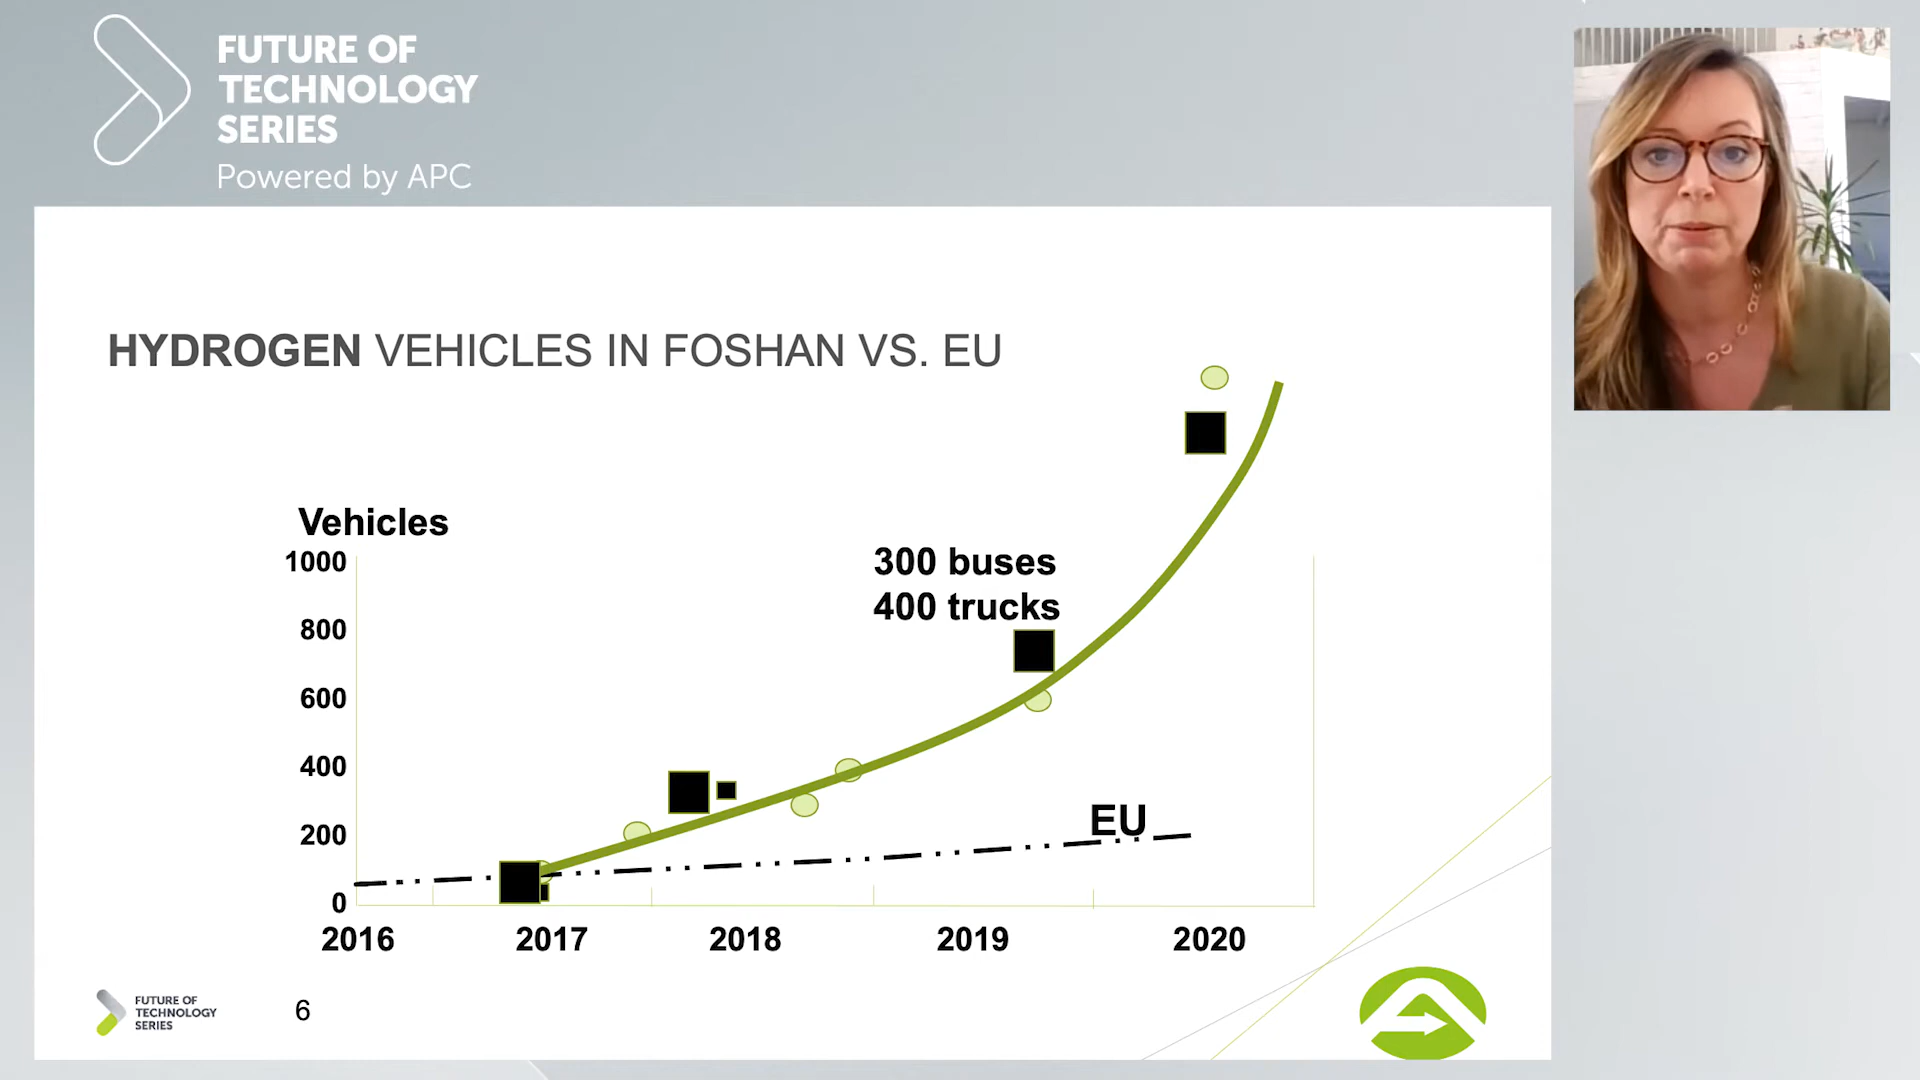 FUTURE OF
TECHNOLOGY
SERIES
Powered by APC
HYDROGEN VEHICLES IN FOSHAN VS. EU
Vehicles
1000
800
600
400
200
0
300 buses
400 trucks
EU
2016 2017 2018 2019 2020
FUTURE OF
TECHNOLOGY
SERIES
6